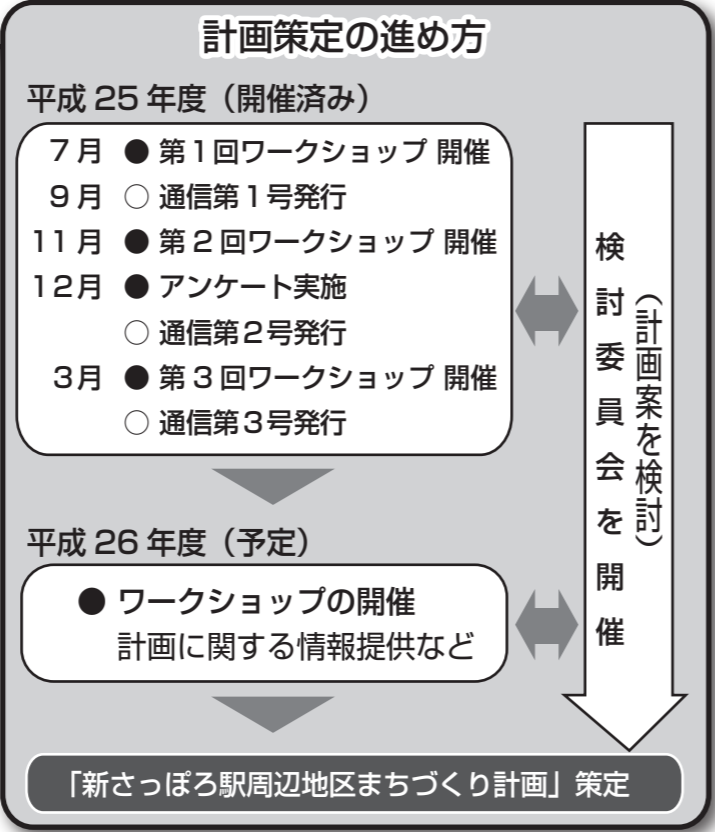 計画策定の進め方
平成25年度（開催済み）
7月 ● 第1回ワークショップ 開催
9月 ○ 通信第1号発行
11月 ● 第2回ワークショップ 開催
12月 ● アンケート実施
○ 通信第2号発行
3月 ● 第3回ワークショップ 開催
○ 通信第3号発行
検討委員会を開催
（計画案を検討）
平成26年度（予定）
● ワークショップの開催
計画に関する情報提供など
「新さっぽろ駅周辺地区まちづくり計画」策定